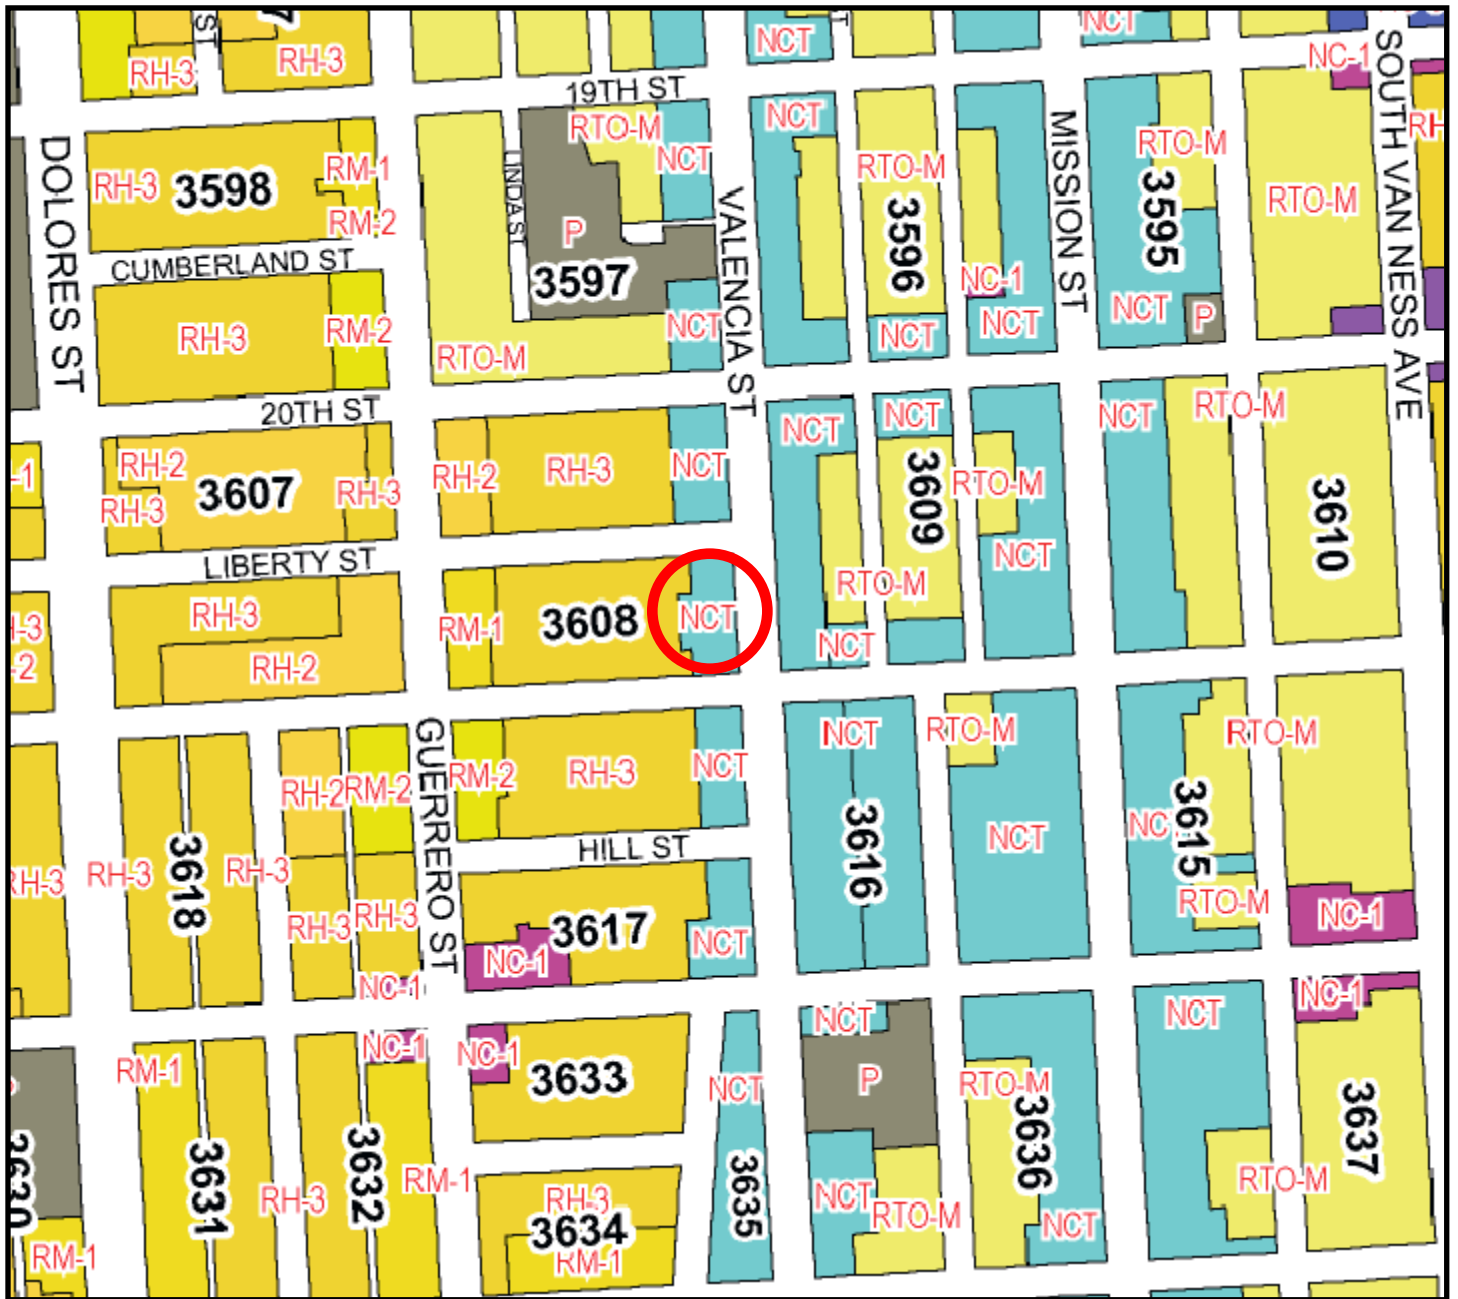 ST
RH-3
RH-3
NCT
NCT
NC-1
SOUTH VAN NESS AVE
19TH ST
DOLORES ST
RH-3
3598
RM-1
RM-2
LINDA ST
RTO-M
NCT
P
3597
VALENCIA ST
NCT
RTO-M
3596
NC-1
NCT
NCT
MISSION ST
RTO-M
3595
NCT
P
RTO-M
CUMBERLAND ST
RH-3
RM-2
RTO-M
NCT
20TH ST
RH-2
RH-3
3607
RH-3
RH-2
RH-3
NCT
NCT
NCT
3609
RTO-M
NCT
RTO-M
NCT
NCT
RTO-M
3610
-1
LIBERTY ST
RH-3
RH-2
RM-1
3608
NCT
-3
-2
GUERRERO ST
RH-3
RH-3
3618
RH-3
RH-2
RM-2
RH-3
RH-3
NC-1
RM-2
RH-3
NCT
HILL ST
3617
NC-1
NCT
NCT
3616
RTO-M
NCT
RTO-M
3615
RTO-M
NC-1
RM-1
3631
RH-3
3632
NC-1
RM-1
NC-1
3633
RH-3
3634
RM-1
NCT
3635
NCT
P
NCT
RTO-M
RTO-M
3636
NCT
NCT
RTO-M
NC-1
3637
RM-1